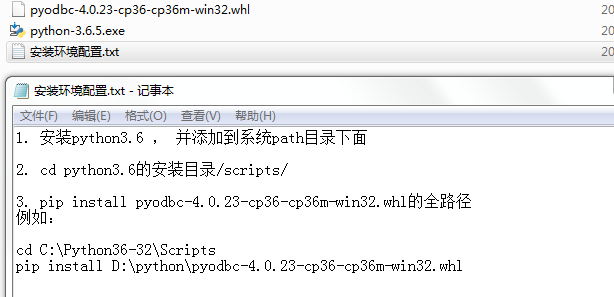 pyodbc-4.0.23-cp36-cp36m-win32.whl
python-3.6.5.exe
安装环境配置.txt
安装环境配置.txt - 记事本
文件(F) 编辑(E) 格式(O) 查看(V) 帮助(H)
1. 安装python3.6 ， 并添加到系统path目录下面
2. cd python3.6的安装目录/scripts/
3. pip install pyodbc-4.0.23-cp36-cp36m-win32.whl的全路径
例如：
cd C:\Python36-32\Scripts
pip install D:\python\pyodbc-4.0.23-cp36-cp36m-win32.whl